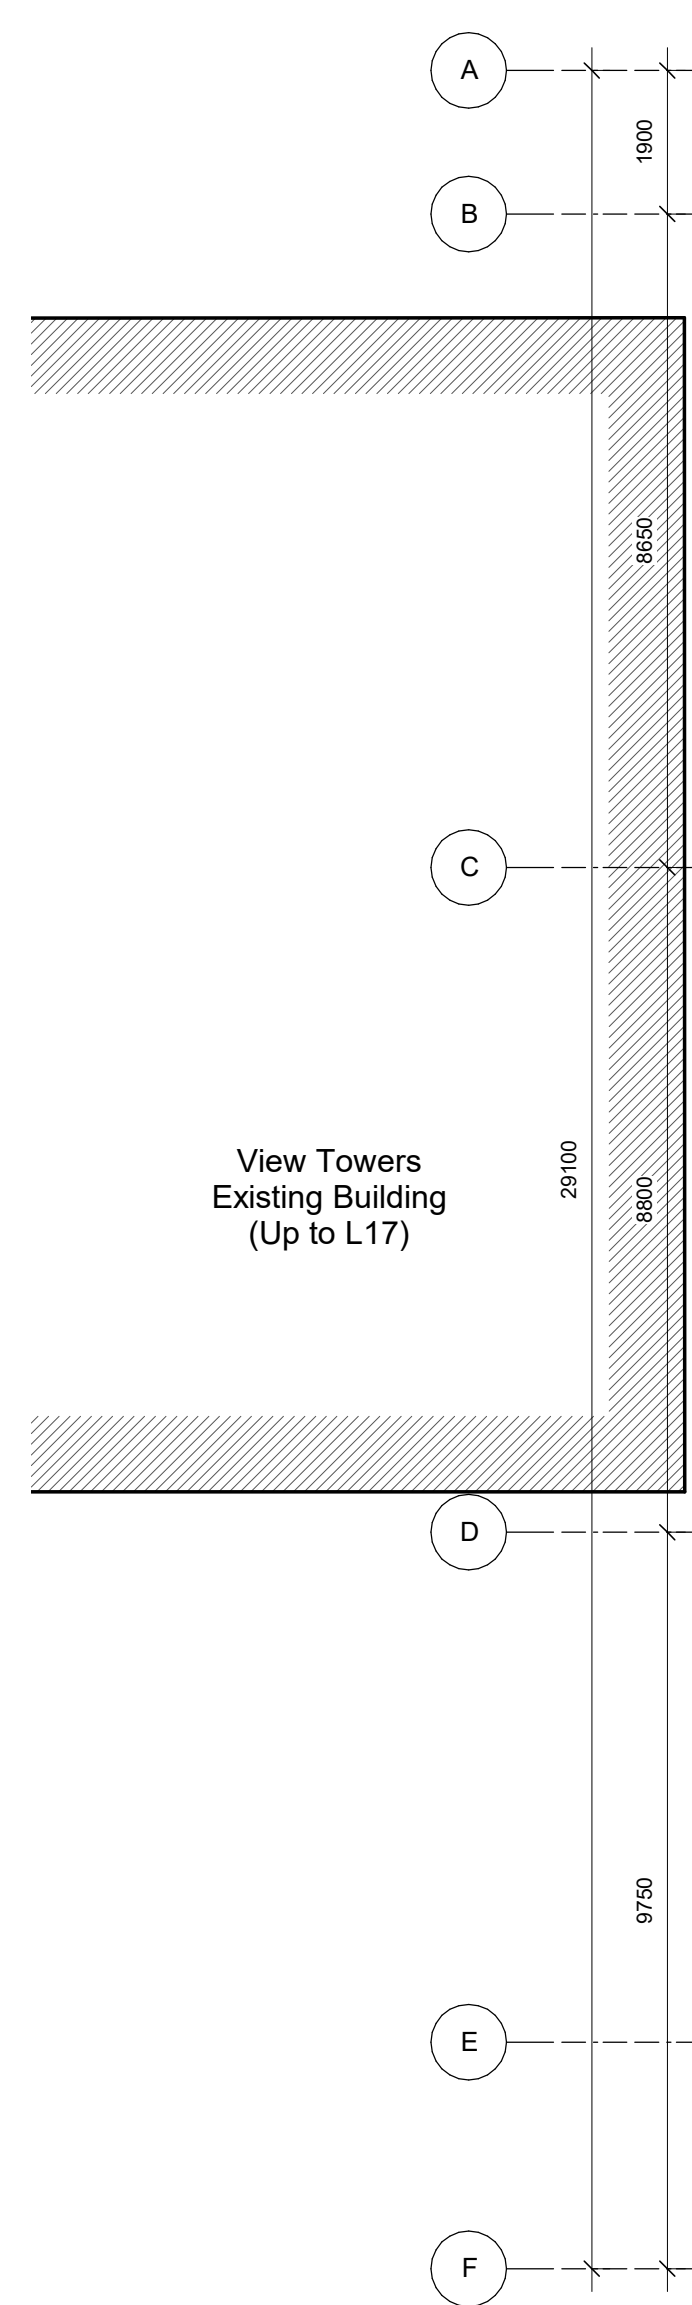 A
1900
B
8650
C
View Towers
Existing Building
(Up to L17)
29100
8800
D
9750
E
F